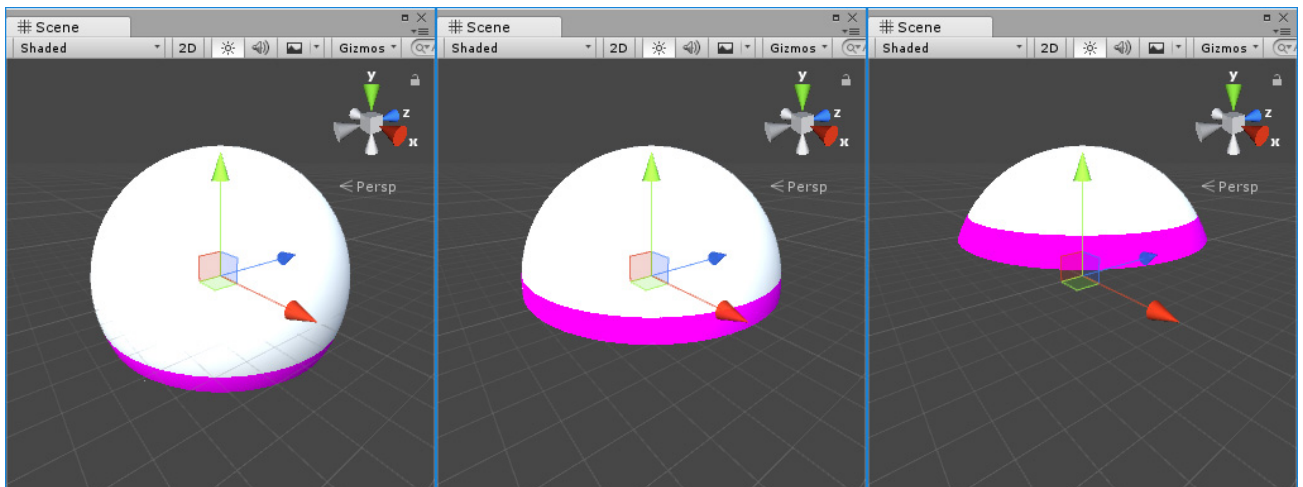 Scene
Shaded 2D Gizmos
y
z
x
Persp
Scene
Shaded 2D Gizmos
y
z
x
Persp
Scene
Shaded 2D Gizmos
y
z
x
Persp